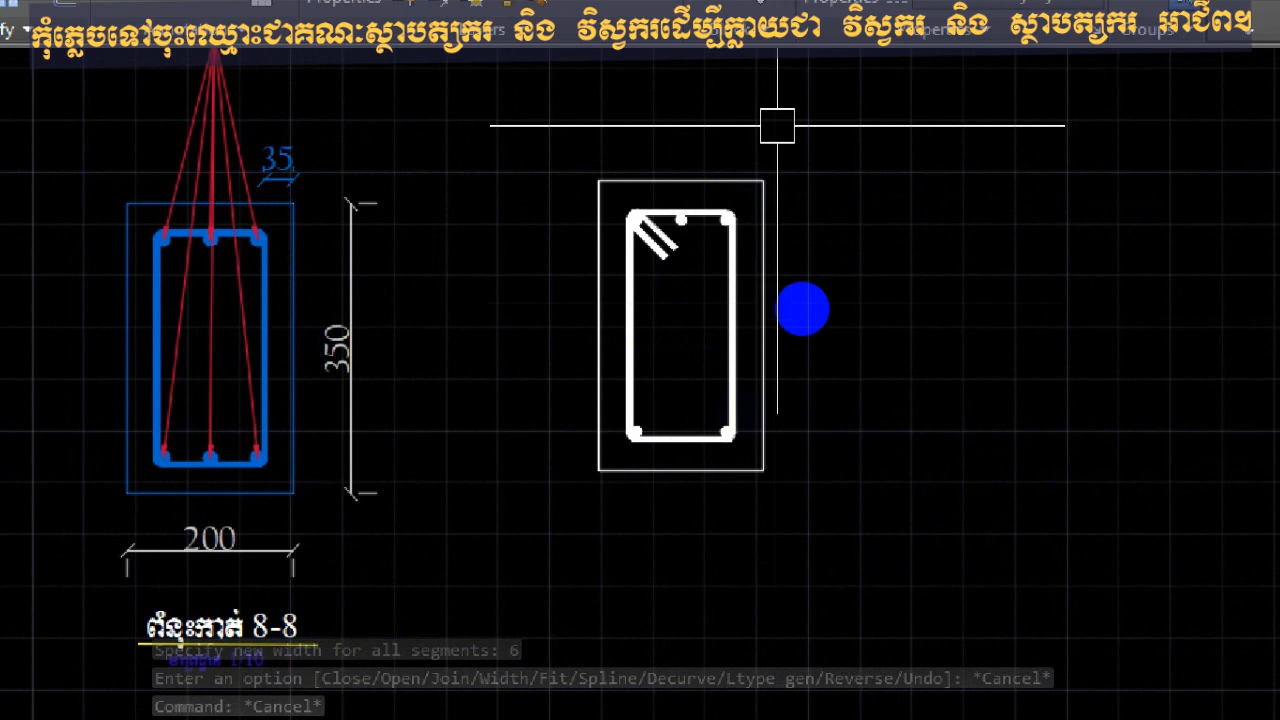 កុំភ្លេចទៅចុះឈ្មោះជាគណៈស្ថាបត្យករ និង វិស្វករដើម្បីក្លាយជា វិស្វករ និង ស្ថាបត្យករ អាជីពៗ
35
350
200
ពំនុះកាត់ 8-8
1/10
Specify new width for all segments: 6
Enter an option [Close/Open/Join/Width/Fit/Spline/Decurve/Ltype gen/Reverse/Undo]: *Cancel*
Command: *Cancel*